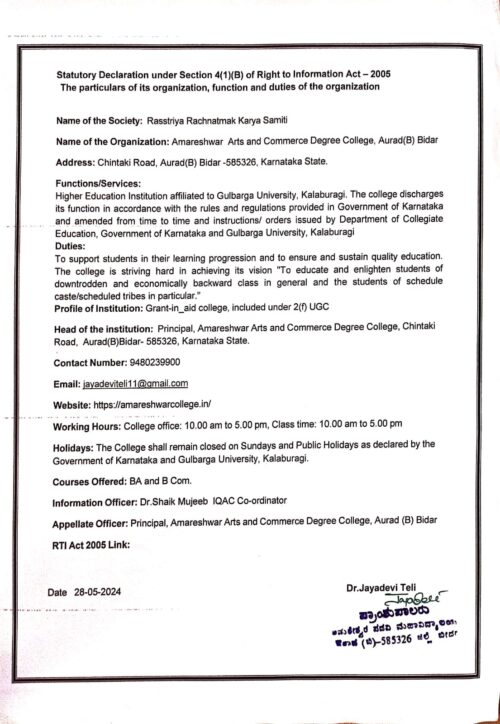 Statutory Declaration under Section 4(1)(B) of Right to Information Act – 2005
The particulars of its organization, function and duties of the organization
Name of the Society: Rasstriya Rachnatmak Karya Samiti
Name of the Organization: Amareshwar Arts and Commerce Degree College, Aurad(B) Bidar
Address: Chintaki Road, Aurad(B) Bidar -585326, Karnataka State.
Functions/Services:
Higher Education Institution affiliated to Gulbarga University, Kalaburagi. The college discharges
its function in accordance with the rules and regulations provided in Government of Karnataka
and amended from time to time and instructions/ orders issued by Department of Collegiate
Education, Government of Karnataka and Gulbarga University, Kalaburagi
Duties:
To support students in their learning progression and to ensure and sustain quality education.
The college is striving hard in achieving its vision "To educate and enlighten students of
downtrodden and economically backward class in general and the students of schedule
caste/scheduled tribes in particular."
Profile of Institution: Grant-in_aid college, included under 2(f) UGC
Head of the institution: Principal, Amareshwar Arts and Commerce Degree College, Chintaki
Road, Aurad(B)Bidar- 585326, Karnataka State.
Contact Number: 9480239900
Email: jayadeviteli11@gmail.com
Website: https://amareshwarcollege.in/
Working Hours: College office: 10.00 am to 5.00 pm, Class time: 10.00 am to 5.00 pm
Holidays: The College shall remain closed on Sundays and Public Holidays as declared by the
Government of Karnataka and Gulbarga University, Kalaburagi.
Courses Offered: BA and B Com.
Information Officer: Dr.Shaik Mujeeb IQAC Co-ordinator
Appellate Officer: Principal, Amareshwar Arts and Commerce Degree College, Aurad (B) Bidar
RTI Act 2005 Link:
Date 28-05-2024
Dr.Jayadevi Teli
ಪ್ರಾಂಶುಪಾಲರು
ಅಮರೇಶ್ವರ ಪದವಿ ಮಹಾವಿದ್ಯಾಲಯ
ಔರಾದ (ಬಿ)-585326 ಜಿಲ್ಲೆ ಬೀದರ